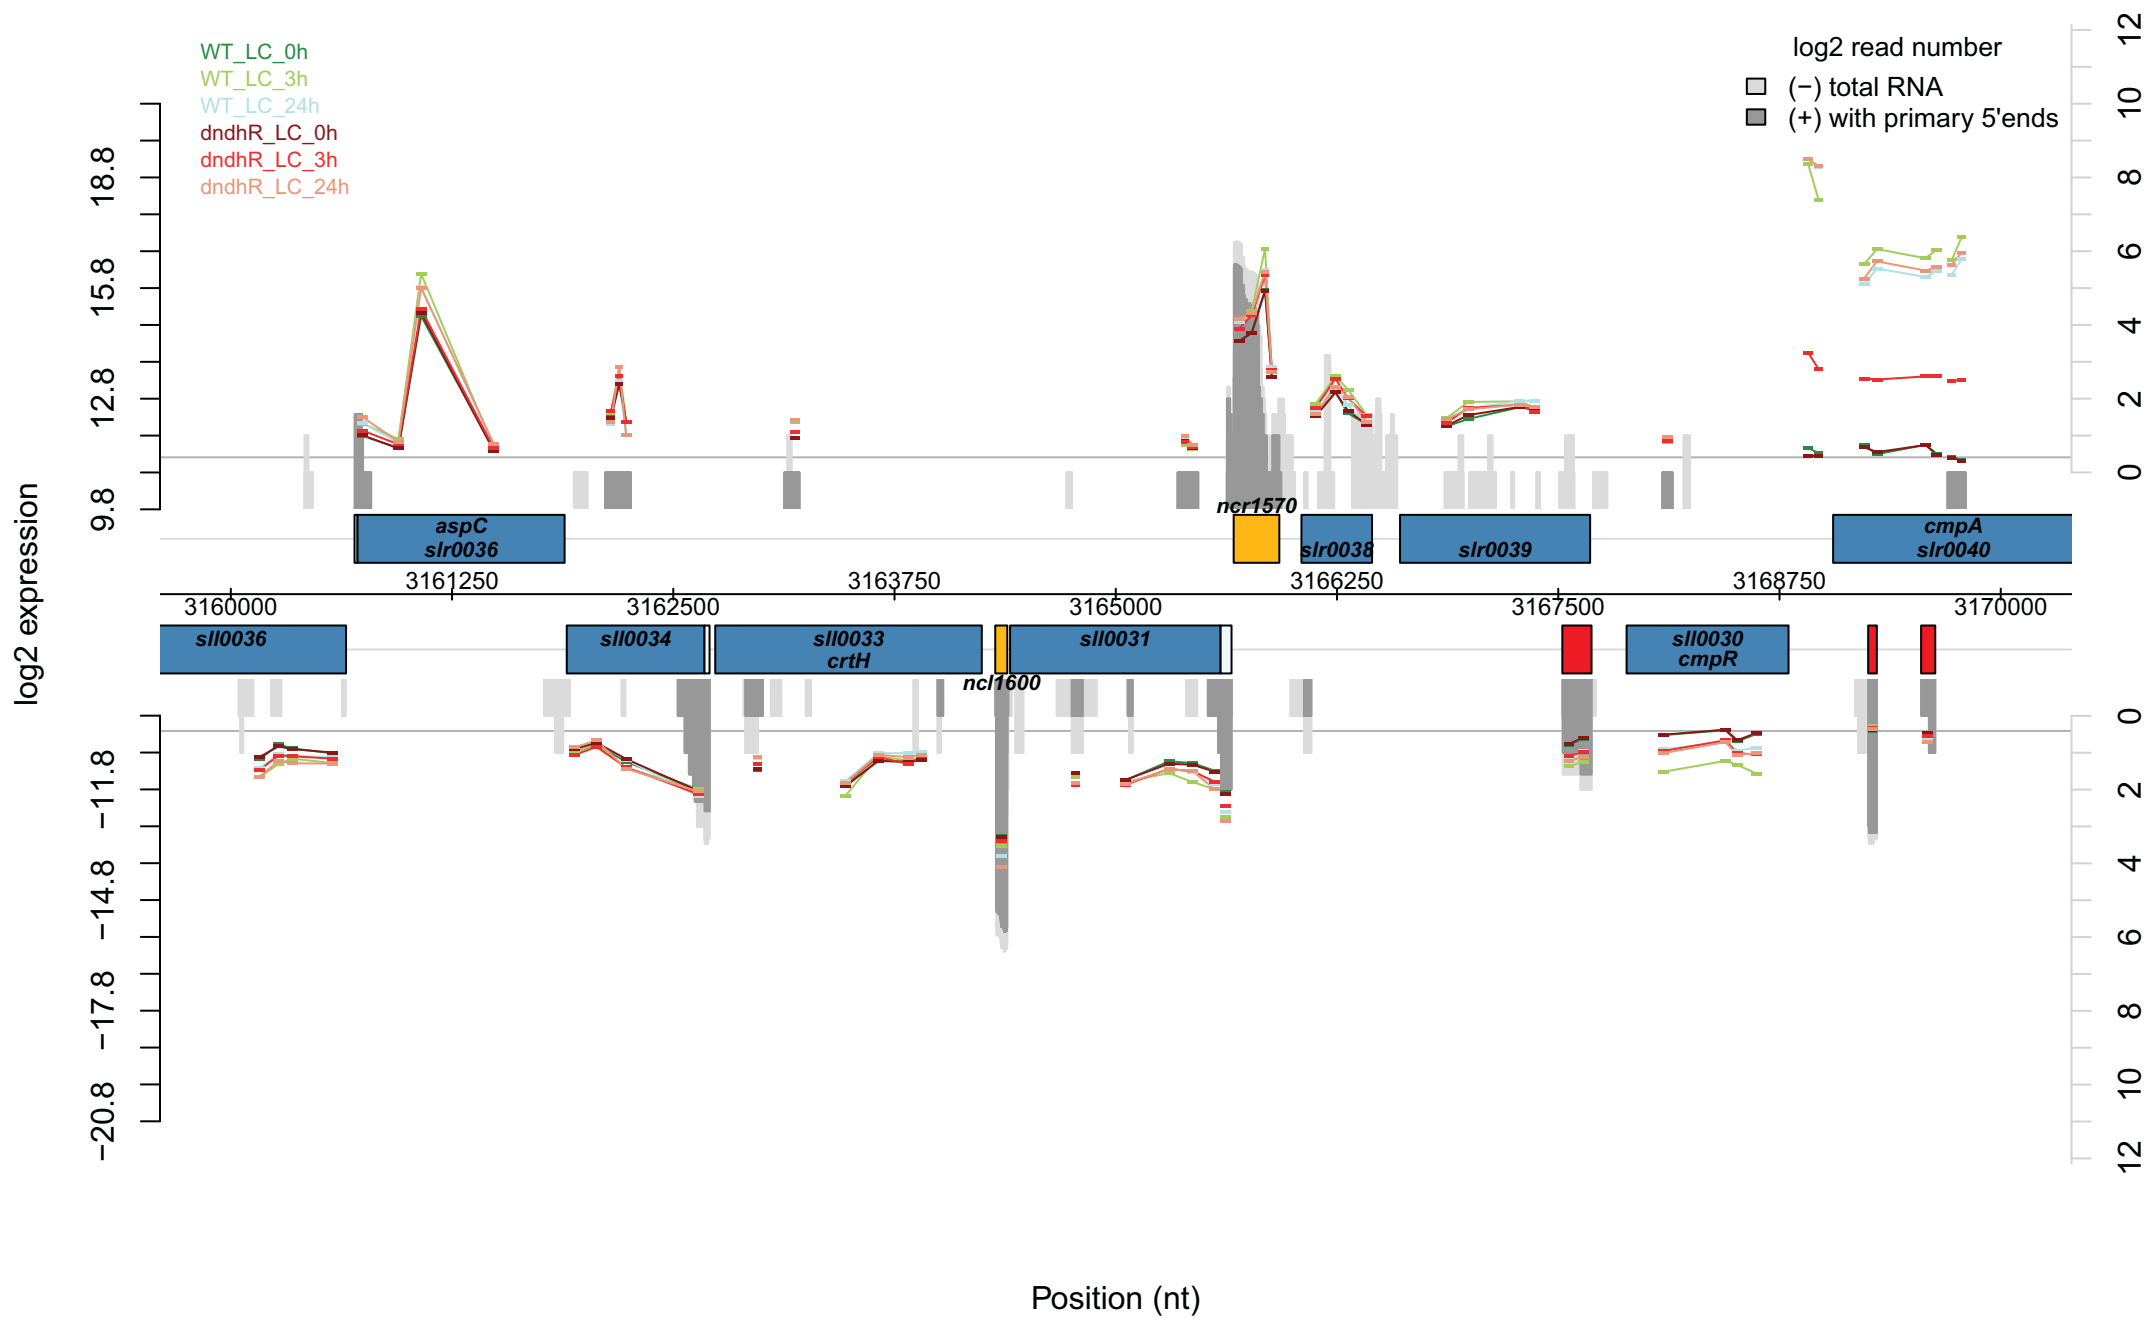 WT_LC_0h
WT_LC_3h
WT_LC_24h
dndhR_LC_0h
dndhR_LC_3h
dndhR_LC_24h
log2 read number
(−) total RNA
(+) with primary 5'ends
log2 expression
18.8
15.8
12.8
9.8
12
10
8
6
4
2
0
ncr1570
aspC
slr0036
slr0038
slr0039
cmpA
slr0040
3161250
3163750
3166250
3168750
3160000
3162500
3165000
3167500
3170000
sll0036
sll0034
sll0033
crtH
sll0031
sll0030
cmpR
ncl1600
−11.8
−14.8
−17.8
−20.8
0
2
4
6
8
10
12
Position (nt)